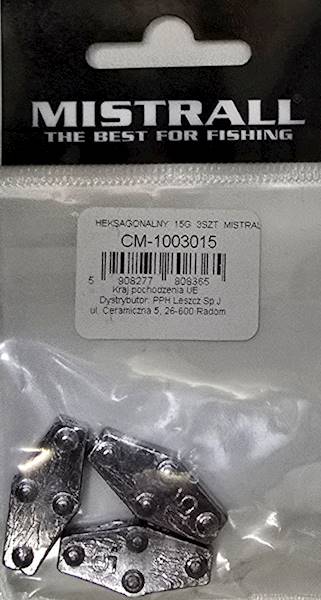 MISTRALL
THE BEST FOR FISHING
HEKSAGONALNY 15G 3SZT MISTRAL
CM-1003015
5 908277 809365
Kraj pochodzenia UE
Dystrybutor: PPH Leszcz Sp.J
ul. Ceramiczna 5, 26-600 Radom